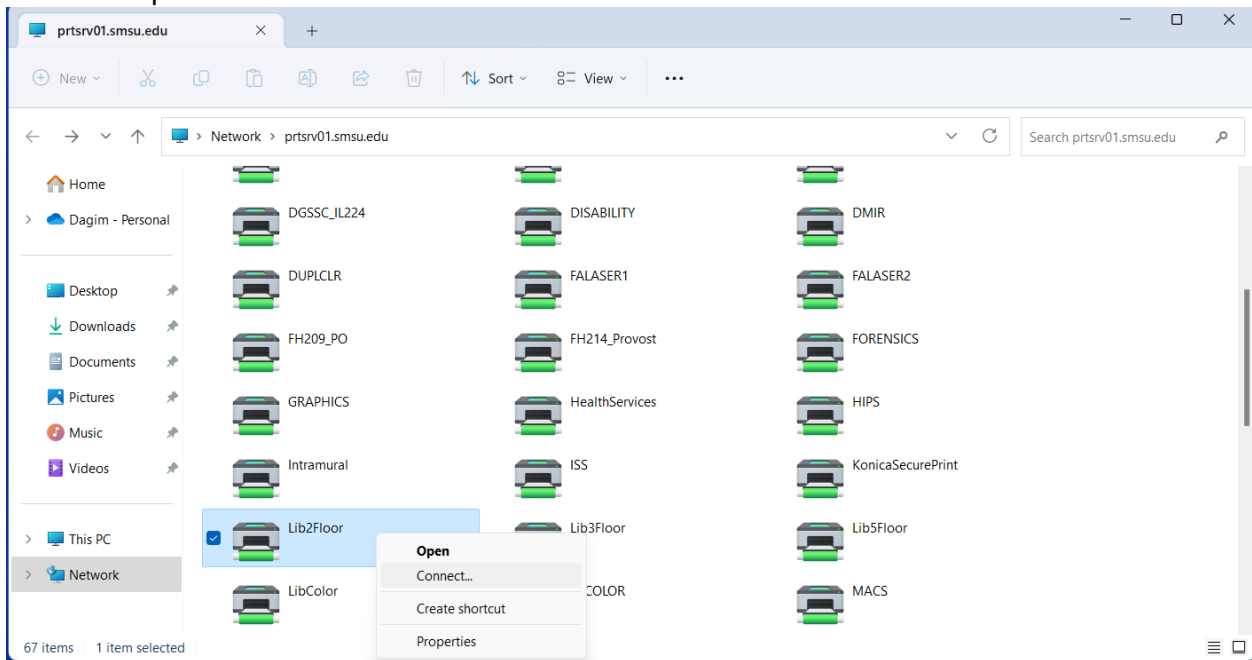 prtsrv01.smsu.edu
New
Sort
View
Network > prtsrv01.smsu.edu
Search prtsrv01.smsu.edu
Home
Dagim - Personal
Desktop
Downloads
Documents
Pictures
Music
Videos
This PC
Network
DGSSC_IL224 DISABILITY DMIR
DUPLCLR FALASER1 FALASER2
FH209_PO FH214_Provost FORENSICS
GRAPHICS HealthServices HIPS
Intramural ISS KonicaSecurePrint
Lib2Floor Lib3Floor Lib5Floor
LibColor COLOR MACS
Open
Connect...
Create shortcut
Properties
67 items 1 item selected